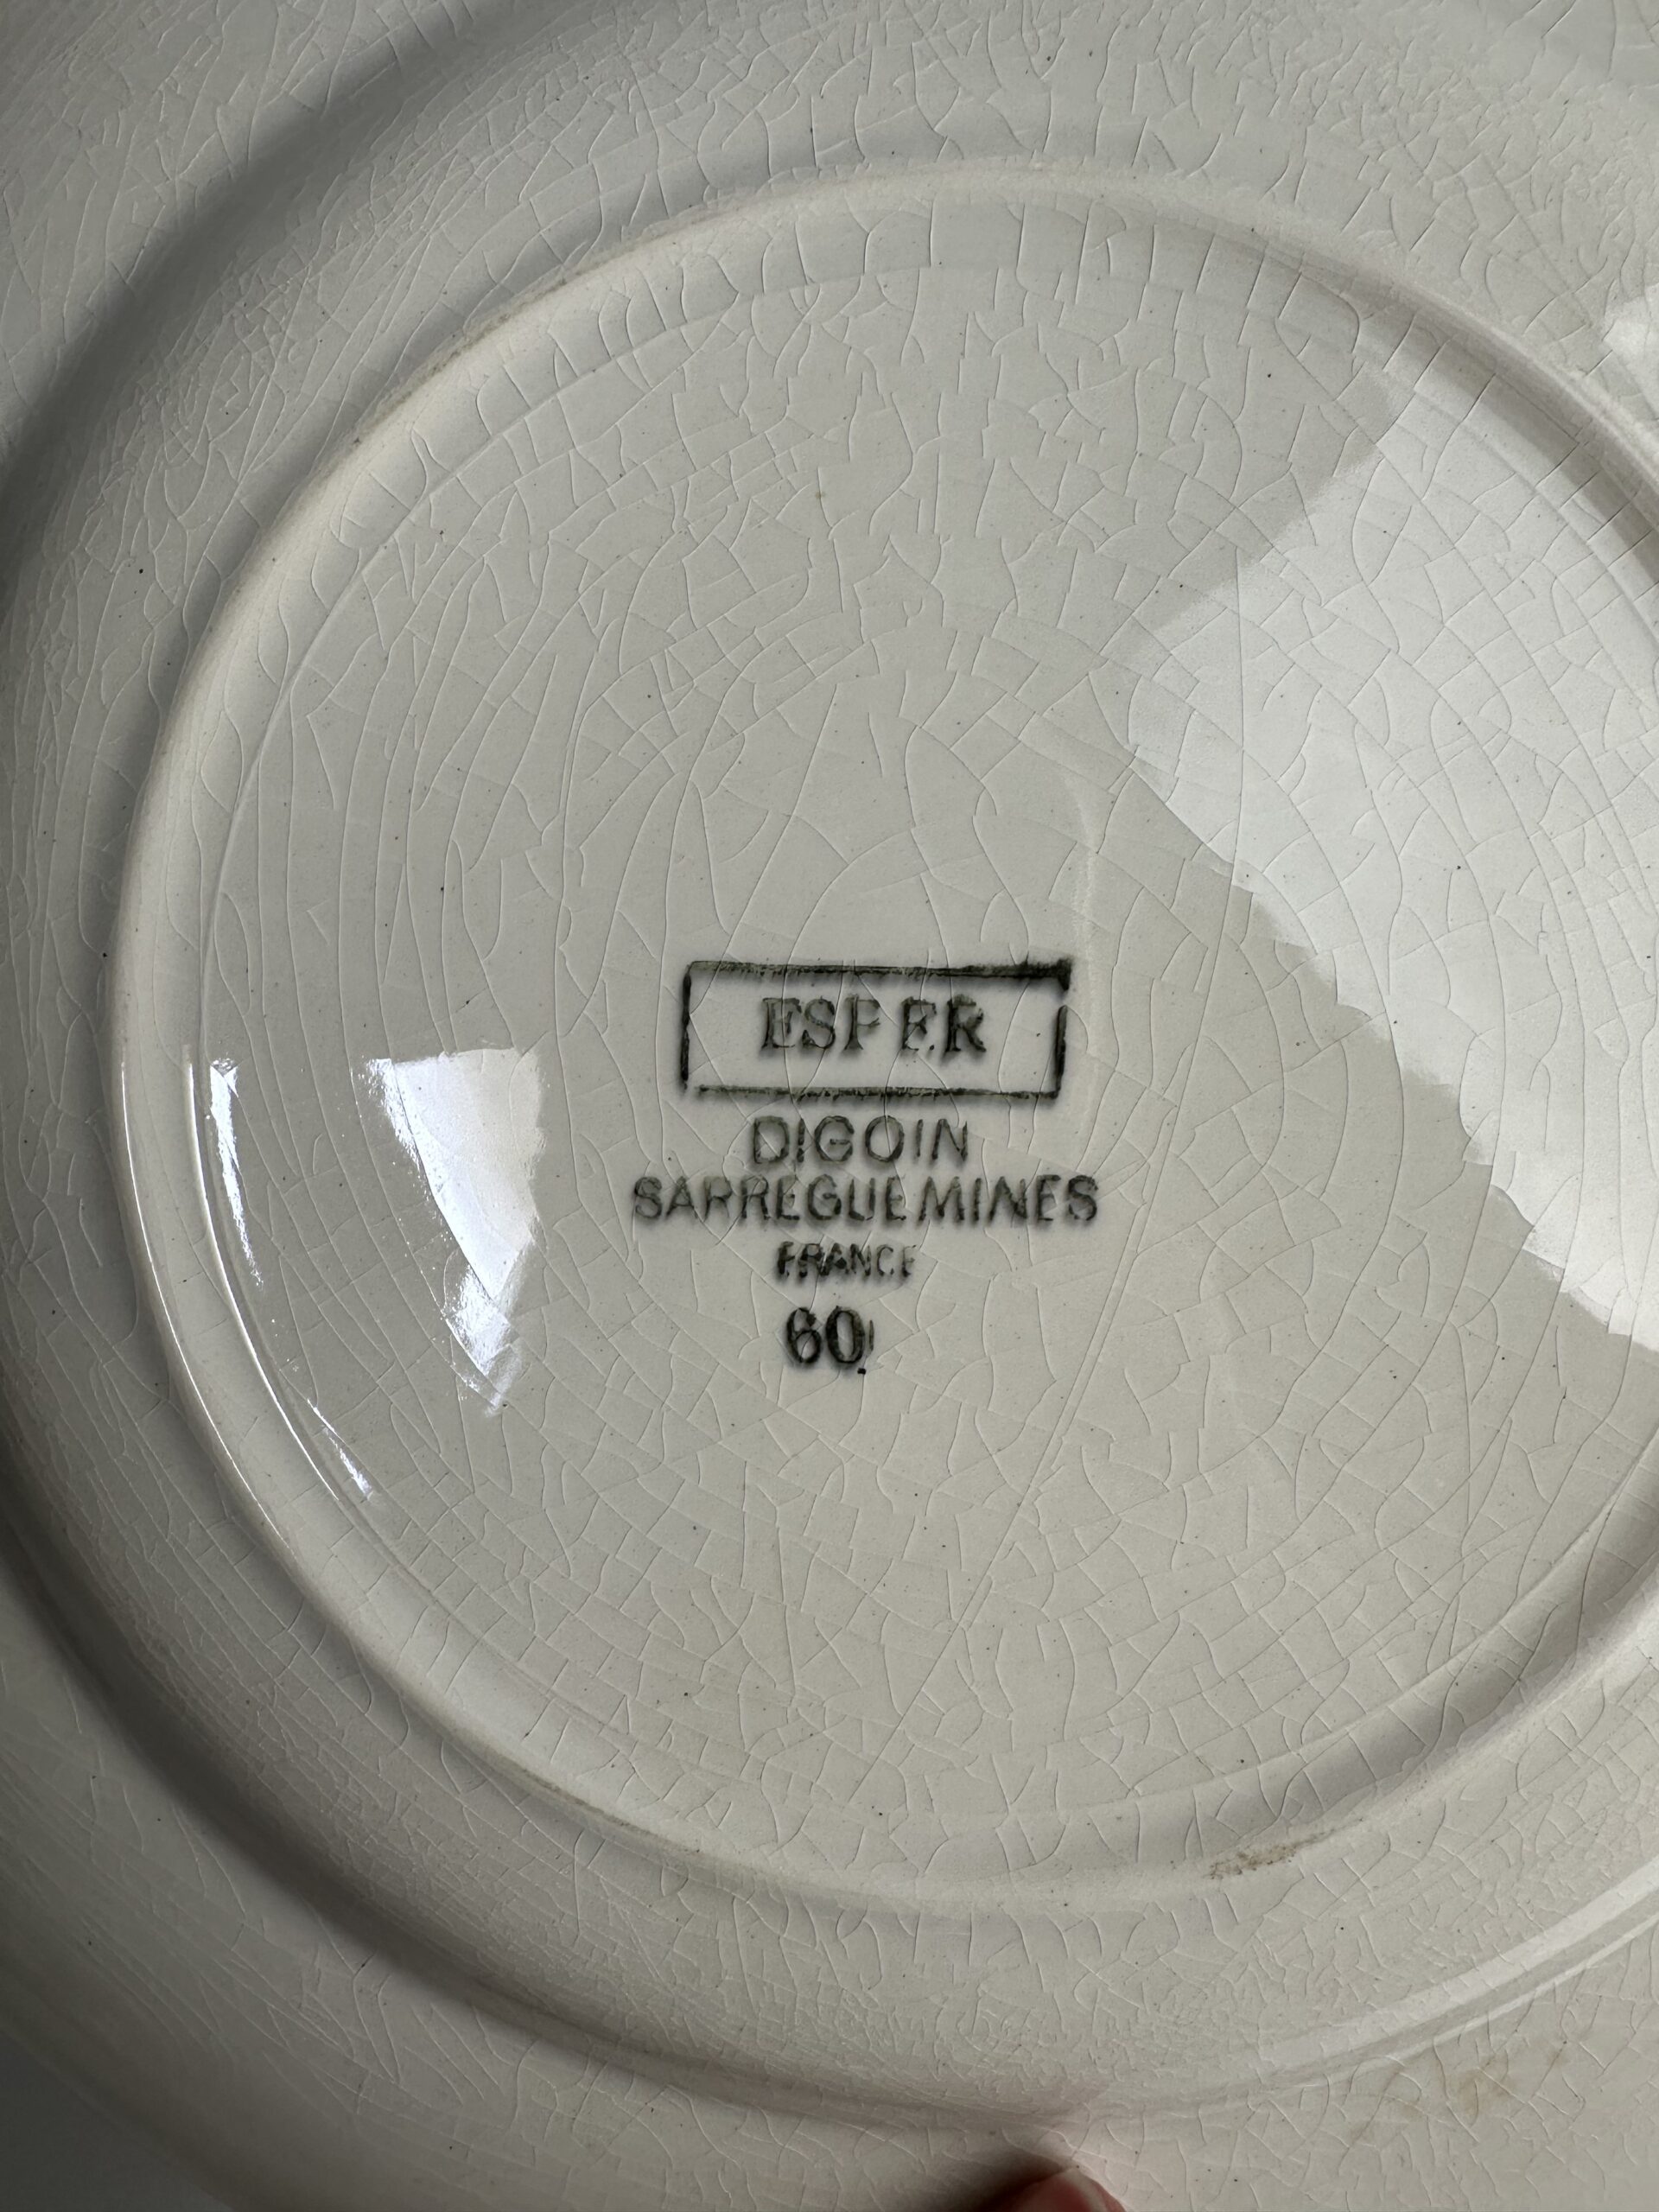 ESPER
DIGOIN
SARREGUEMINES
FRANCE
60